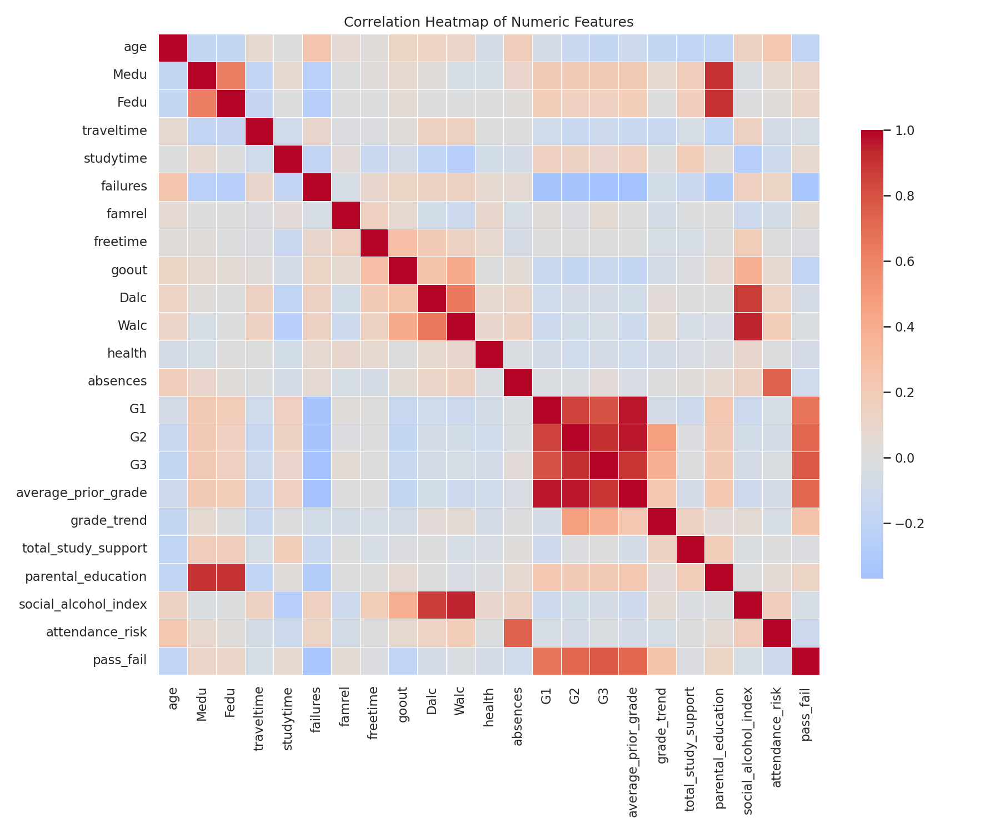 Correlation Heatmap of Numeric Features
age
Medu
Fedu
traveltime
studytime
failures
famrel
freetime
goout
Dalc
Walc
health
absences
G1
G2
G3
average_prior_grade
grade_trend
total_study_support
parental_education
social_alcohol_index
attendance_risk
pass_fail
1.0
0.8
0.6
0.4
0.2
0.0
−0.2
age
Medu
Fedu
traveltime
studytime
failures
famrel
freetime
goout
Dalc
Walc
health
absences
G1
G2
G3
average_prior_grade
grade_trend
total_study_support
parental_education
social_alcohol_index
attendance_risk
pass_fail